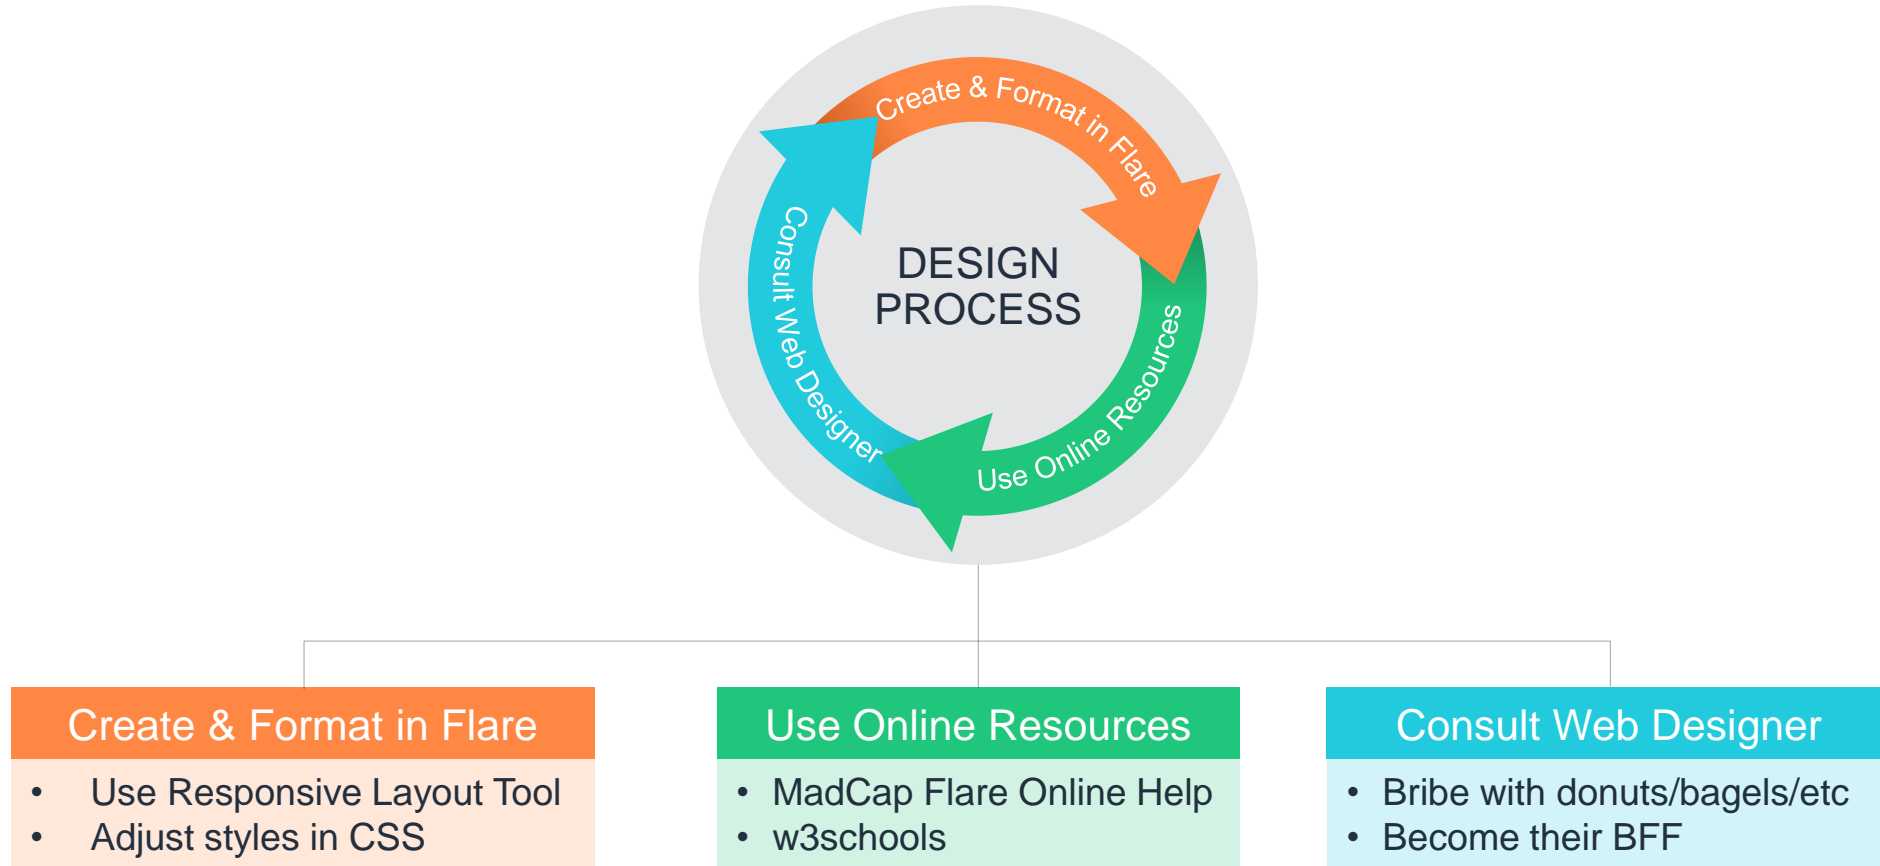 Create & Format in Flare
Consult Web Designer
Use Online Resources
DESIGN
PROCESS
Create & Format in Flare
• Use Responsive Layout Tool
• Adjust styles in CSS
Use Online Resources
• MadCap Flare Online Help
• w3schools
Consult Web Designer
• Bribe with donuts/bagels/etc
• Become their BFF